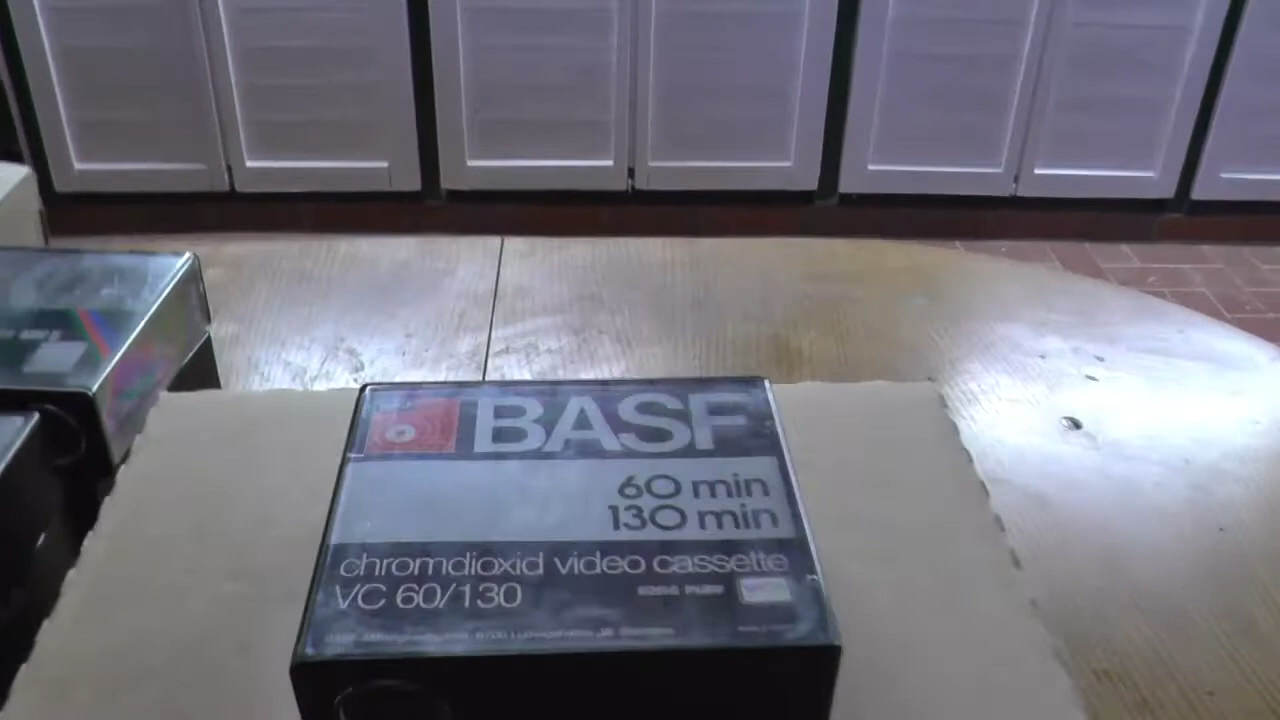 BASF
60 min
130 min
chromdioxid video cassette
VC 60/130